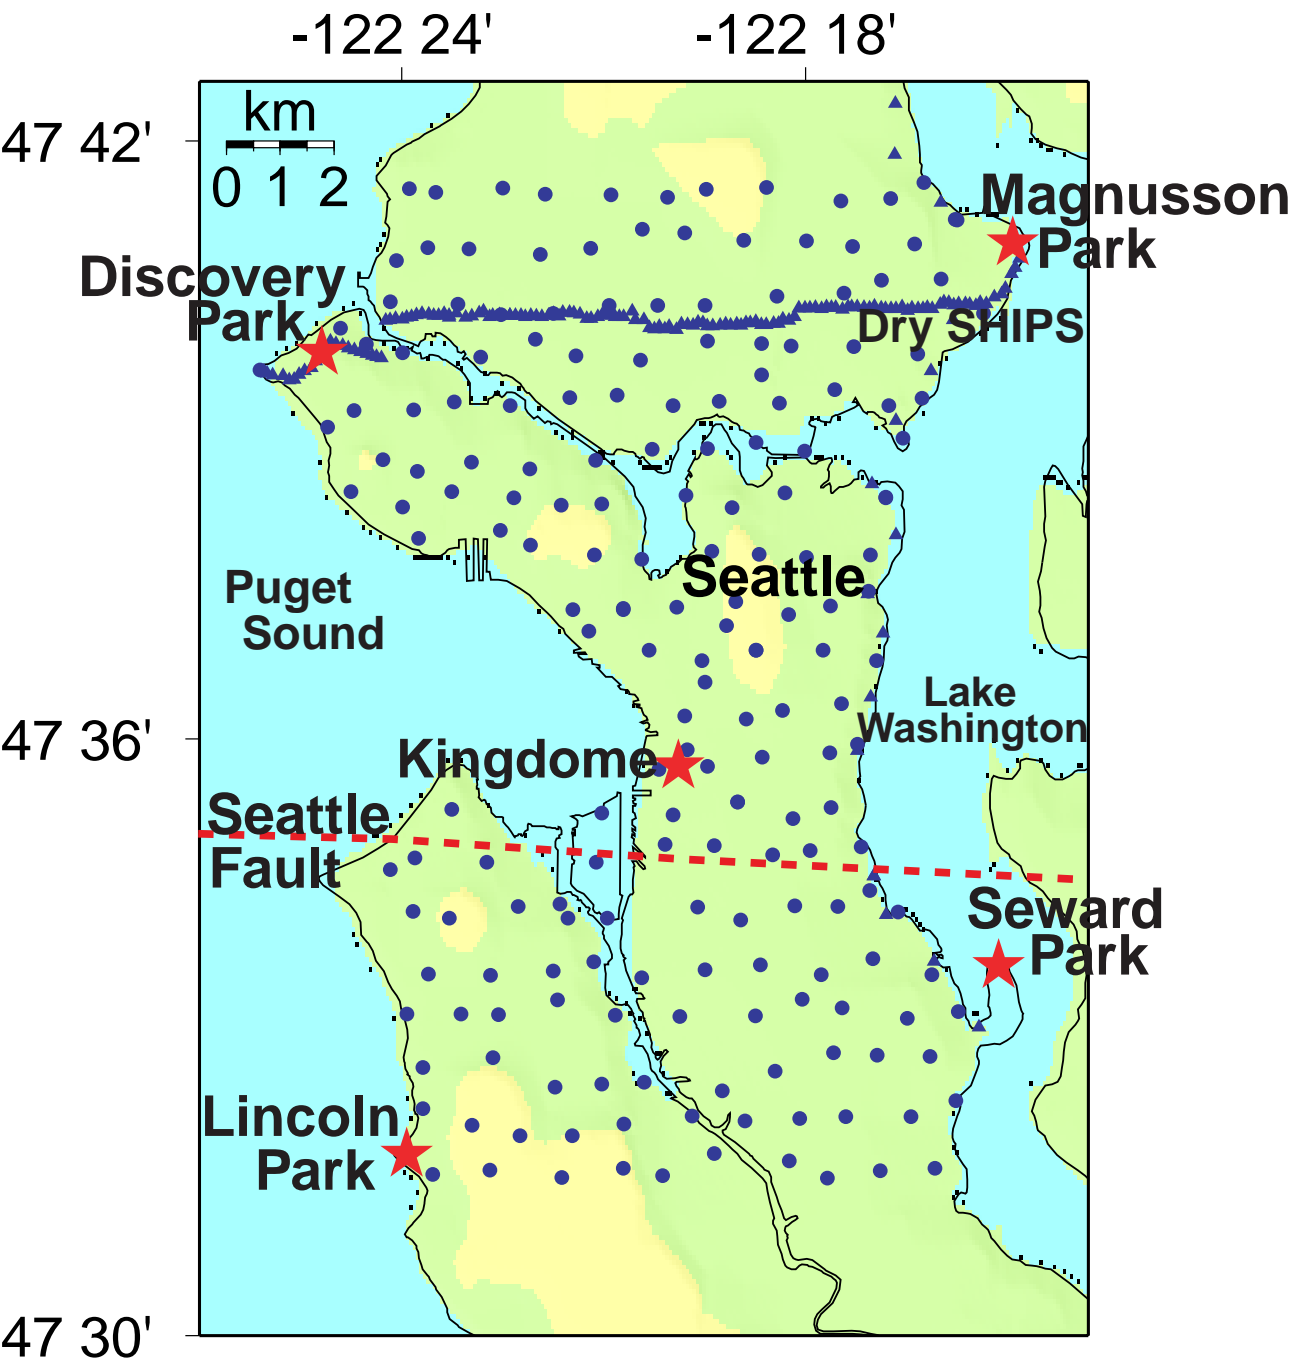 -122 24'
-122 18'
47 42'
km
0 1 2
Magnusson
Park
Discovery
Park
Dry SHIPS
Seattle
Puget
Sound
Lake
Washington
47 36'
Kingdome
Seattle
Fault
Seward
Park
Lincoln
Park
47 30'